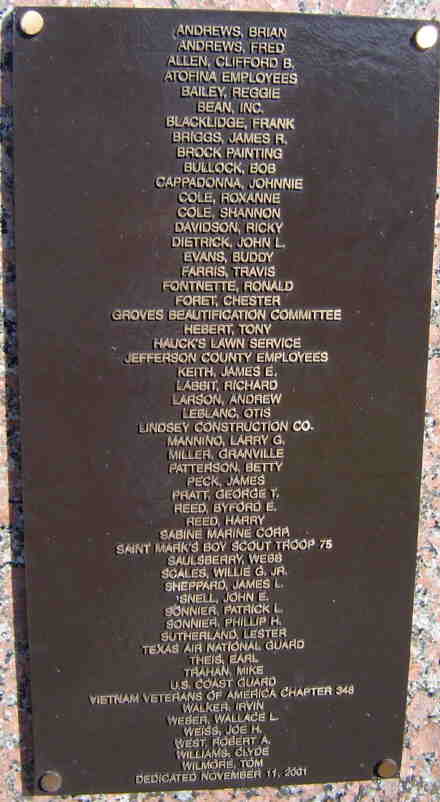 ANDREWS, BRIAN
ANDREWS, FRED
ALLEN, CLIFFORD B.
ATOFINA EMPLOYEES
BAILEY, REGGIE
BEAN, INC.
BLACKLIDGE, FRANK
BRIGGS, JAMES R.
BROCK PAINTING
BULLOCK, BOB
CAPPADONNA, JOHNNIE
COLE, ROXANNE
COLE, SHANNON
DAVIDSON, RICKY
DIETRICK, JOHN L.
EVANS, BUDDY
FARRIS, TRAVIS
FONTNETTE, RONALD
FORET, CHESTER
GROVES BEAUTIFICATION COMMITTEE
HEBERT, TONY
HAUCK'S LAWN SERVICE
JEFFERSON COUNTY EMPLOYEES
KEITH, JAMES E.
LABBIT, RICHARD
LARSON, ANDREW
LEBLANC, OTIS
LINDSEY CONSTRUCTION CO.
MANNINO, LARRY G.
MILLER, GRANVILLE
PATTERSON, BETTY
PECK, JAMES
PRATT, GEORGE T.
REED, BYFORD E.
REED, HARRY
SABINE MARINE CORP.
SAINT MARK'S BOY SCOUT TROOP 75
SAULSBERRY, WEBB
SCALES, WILLIE G. JR.
SHEPPARD, JAMES L.
SNELL, JOHN E.
SONNIER, PATRICK L.
SONNIER, PHILLIP H.
SUTHERLAND, LESTER
TEXAS AIR NATIONAL GUARD
THEIS, EARL
TRAHAN, MIKE
U.S. COAST GUARD
VIETNAM VETERANS OF AMERICA CHAPTER 348
WALKER, IRVIN
WEBER, WALLACE L.
WEISS, JOE H.
WEST, ROBERT A.
WILLIAMS, CLYDE
WILMORE, TOM
DEDICATED NOVEMBER 11, 2001